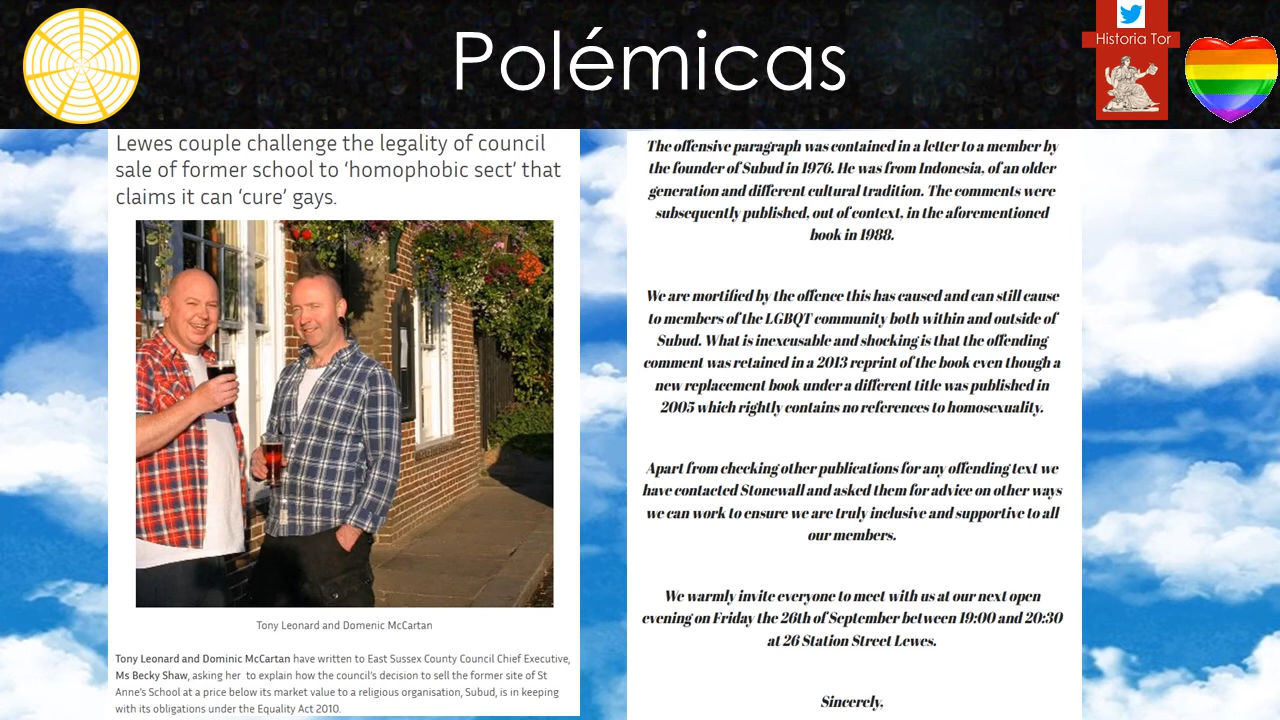 Polémicas
Historia Tor
Lewes couple challenge the legality of council
sale of former school to ‘homophobic sect’ that
claims it can ‘cure’ gays.
Tony Leonard and Domenic McCartan
Tony Leonard and Dominic McCartan have written to East Sussex County Council Chief Executive,
Ms Becky Shaw, asking her to explain how the council's decision to sell the former site of St
Anne's School at a price below its market value to a religious organisation, Subud, is in keeping
with its obligations under the Equality Act 2010.
The offensive paragraph was contained in a letter to a member by
the founder of Subud in 1976. He was from Indonesia, of an older
generation and different cultural tradition. The comments were
subsequently published, out of context, in the aforementioned
book in 1988.
We are mortified by the offence this has caused and can still cause
to members of the LGBQT community both within and outside of
Subud. What is inexcusable and shocking is that the offending
comment was retained in a 2013 reprint of the book even though a
new replacement book under a different title was published in
2005 which rightly contains no references to homosexuality.
Apart from checking other publications for any offending text we
have contacted Stonewall and asked them for advice on other ways
we can work to ensure we are truly inclusive and supportive to all
our members.
We warmly invite everyone to meet with us at our next open
evening on Friday the 26th of September between 19:00 and 20:30
at 26 Station Street Lewes.
Sincerely,